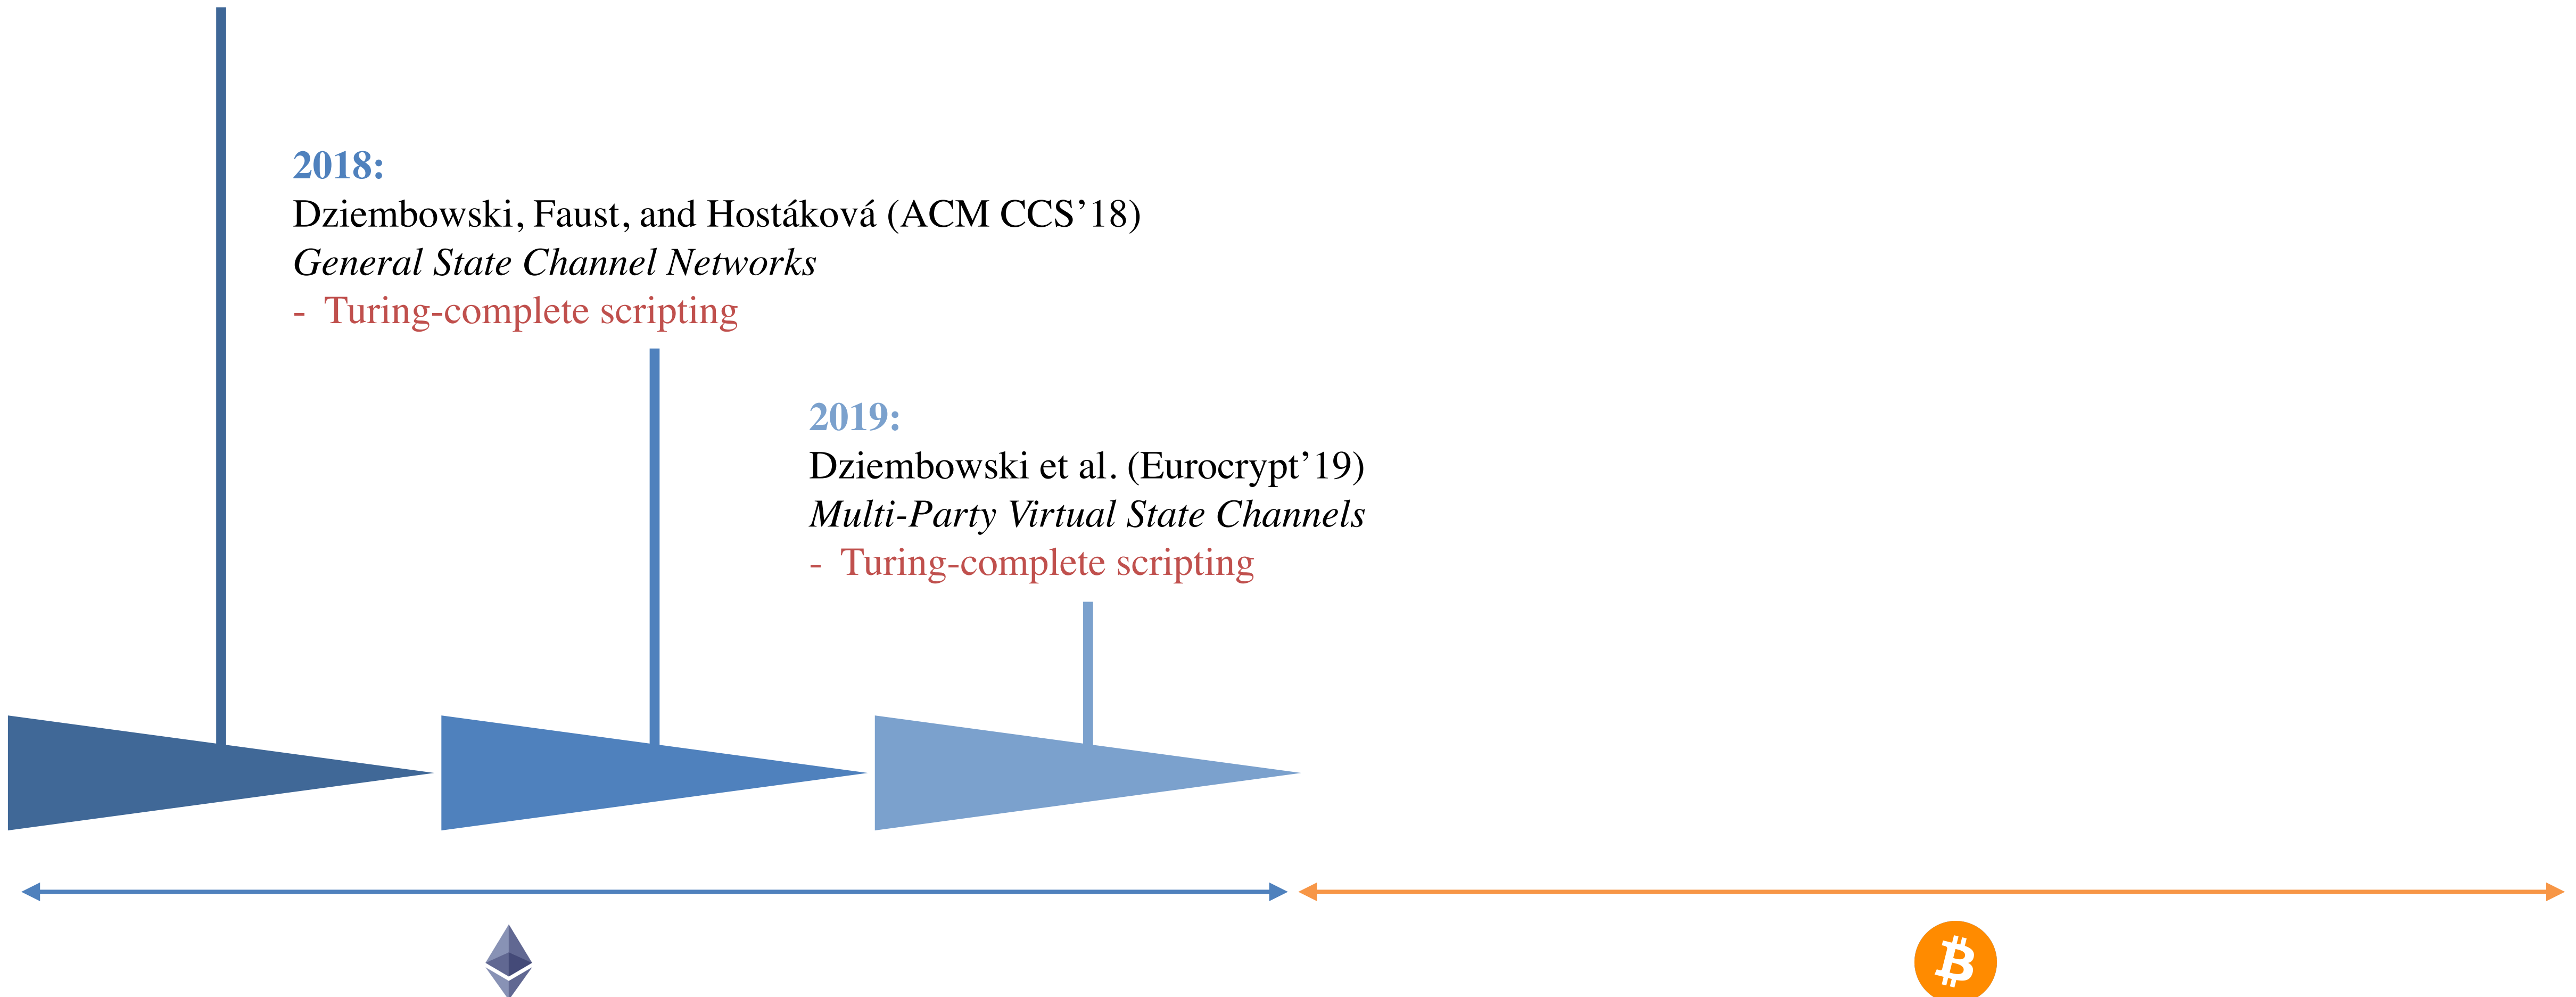 2018:
Dziembowski, Faust, and Hostáková (ACM CCS’18)
General State Channel Networks
- Turing-complete scripting
2019:
Dziembowski et al. (Eurocrypt’19)
Multi-Party Virtual State Channels
- Turing-complete scripting